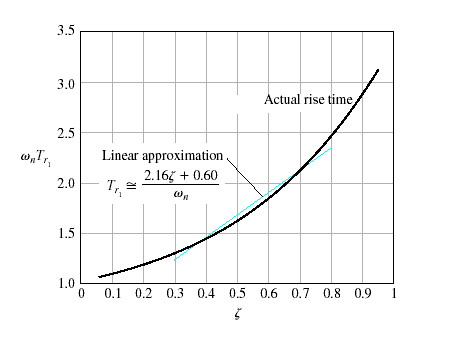 3.5
3.0
Actual rise time
2.5
ωₙTᵣ₁
Linear approximation
Tᵣ₁ ≅ 2.16ζ + 0.60
ωₙ
2.0
1.5
1.0
0 0.1 0.2 0.3 0.4 0.5 0.6 0.7 0.8 0.9 1
ζ